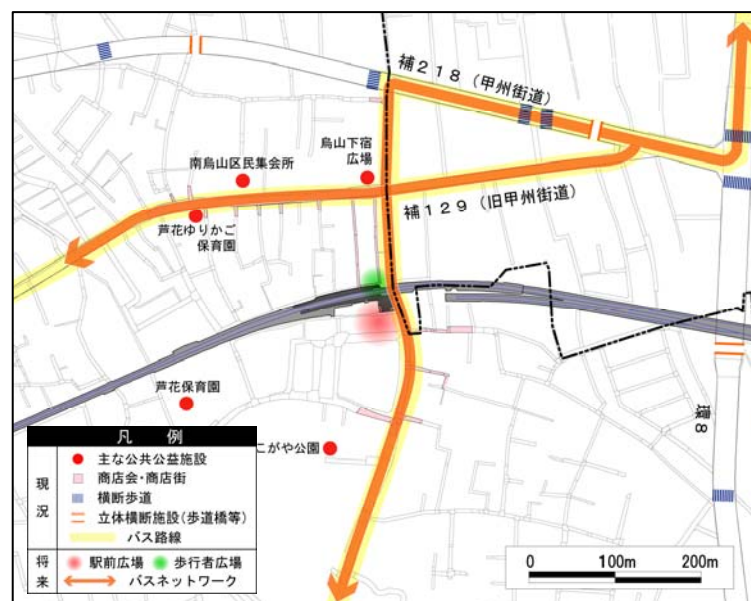 補218（甲州街道）
烏山下宿
広場
南烏山区民集会所
補129（旧甲州街道）
芦花ゆりかご
保育園
芦花保育園
環8
こがや公園
凡 例
現況
主な公共公益施設
商店会・商店街
横断歩道
立体横断施設（歩道橋等）
バス路線
将来
駅前広場 歩行者広場
バスネットワーク
0 100m 200m